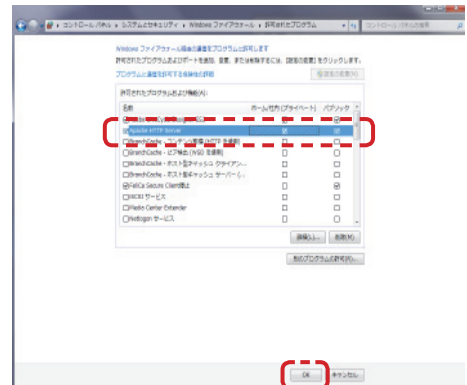 コントロール パネル ▸ システムとセキュリティ ▸ Windows ファイアウォール ▸ 許可されたプログラム
コントロール パネルの検索
Windows ファイアウォール経由の通信をプログラムに許可します
許可されたプログラムおよびポートを追加、変更、または削除するには、[設定の変更] をクリックします。
プログラムに通信を許可する危険性の詳細
設定の変更(N)
許可されたプログラムおよび機能(A):
名前 ホーム/社内 (プライベート) パブリック
Apache HTTP Server
BranchCache - コンテンツ取得 (HTTP を使用)
BranchCache - ピア検出 (WSD を使用)
BranchCache - ホスト型キャッシュ クライアン...
BranchCache - ホスト型キャッシュ サーバー (...
FeliCa Secure Client
iSCSI サービス
Media Center Extender
Netlogon サービス
詳細(L)... 削除(M)
別のプログラムの許可(R)...
OK キャンセル